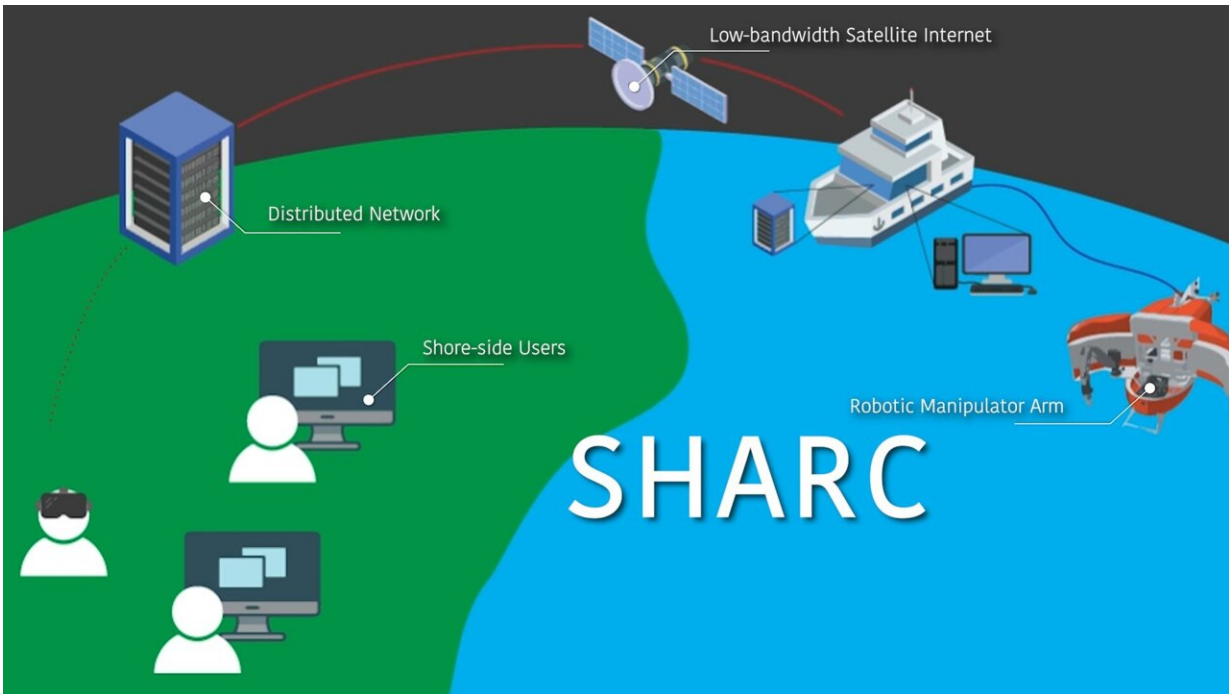 Low-bandwidth Satellite Internet
Distributed Network
Shore-side Users
Robotic Manipulator Arm
SHARC